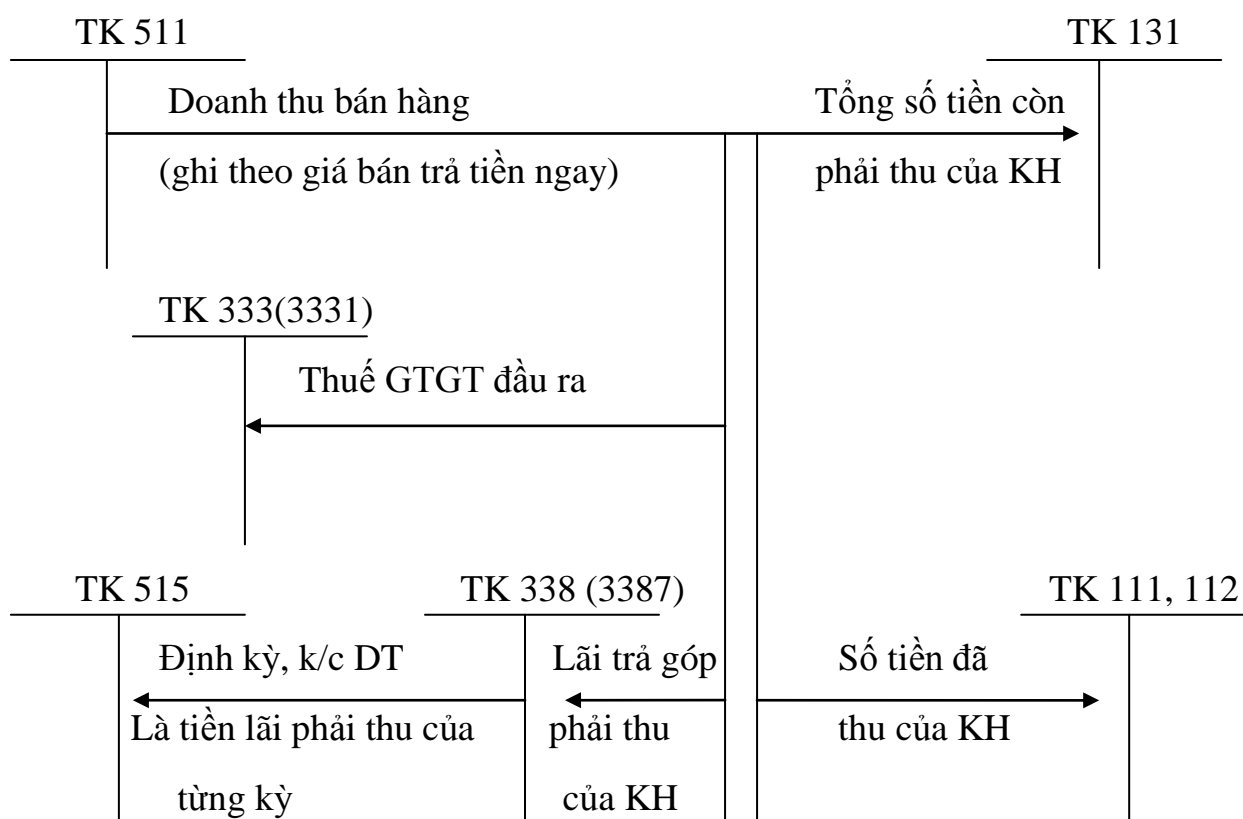 TK 511
TK 131
Doanh thu bán hàng
Tổng số tiền còn
(ghi theo giá bán trả tiền ngay)
phải thu của KH
TK 333(3331)
Thuế GTGT đầu ra
TK 515
TK 338 (3387)
TK 111, 112
Định kỳ, k/c DT
Lãi trả góp
Số tiền đã
Là tiền lãi phải thu của
phải thu
thu của KH
từng kỳ
của KH